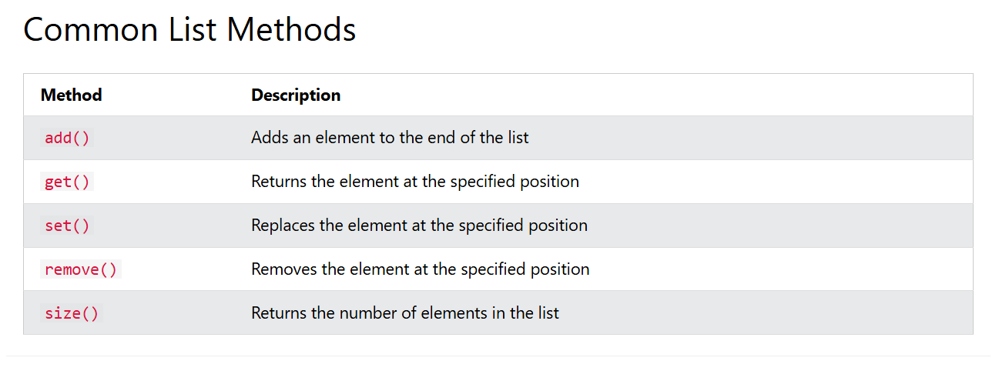 Common List Methods
Method Description
add() Adds an element to the end of the list
get() Returns the element at the specified position
set() Replaces the element at the specified position
remove() Removes the element at the specified position
size() Returns the number of elements in the list